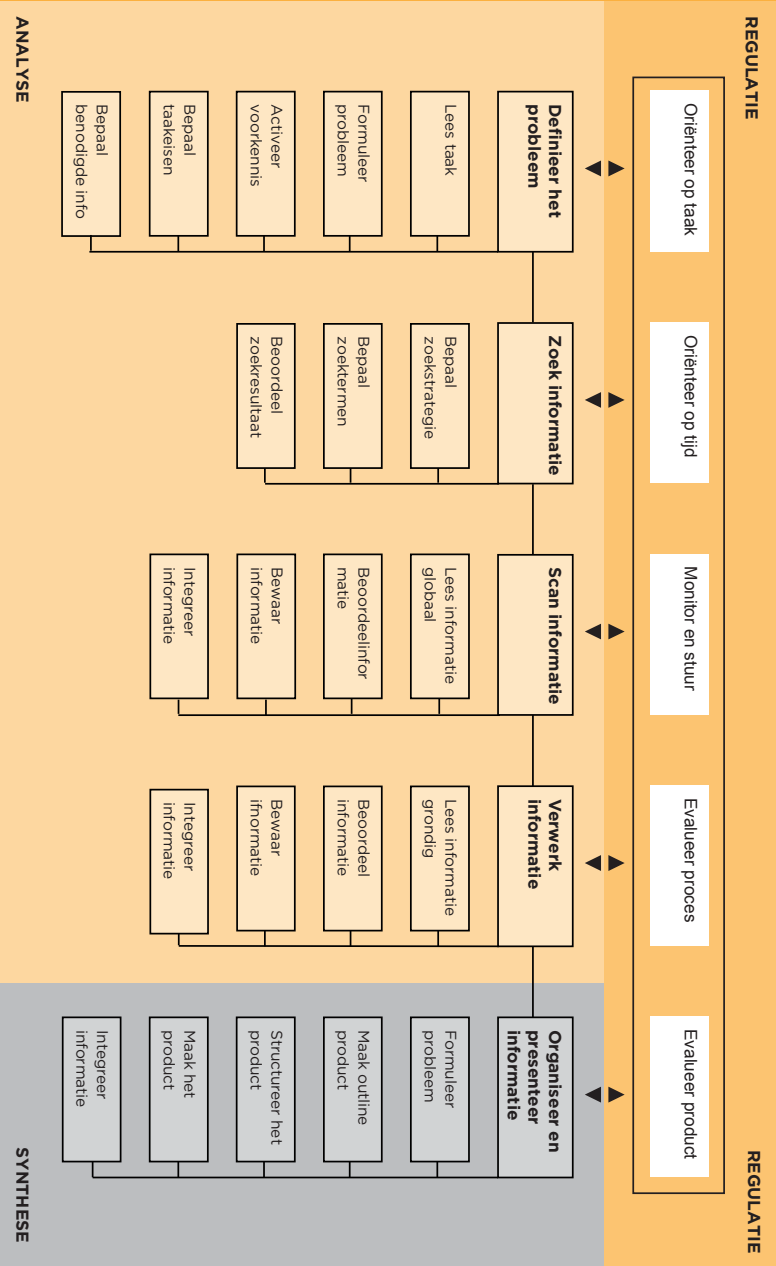 REGULATIE
REGULATIE
Oriënteer op taak
Oriënteer op tijd
Monitor en stuur
Evalueer proces
Evalueer product
Definieer het
probleem
Lees taak
Formuleer
probleem
Activeer
voorkennis
Bepaal
taakeisen
Bepaal
benodigde info
Zoek informatie
Bepaal
zoekstrategie
Bepaal
zoektermen
Beoordeel
zoekresultaat
Scan informatie
Lees informatie
globaal
Beoordeelinfor
matie
Bewaar
informatie
Integreer
informatie
Verwerk
informatie
Lees informatie
grondig
Beoordeel
informatie
Bewaar
ifnormatie
Integreer
informatie
Organiseer en
presenteer
informatie
Formuleer
probleem
Maak outline
product
Structureer het
product
Maak het
product
Integreer
informatie
ANALYSE
SYNTHESE